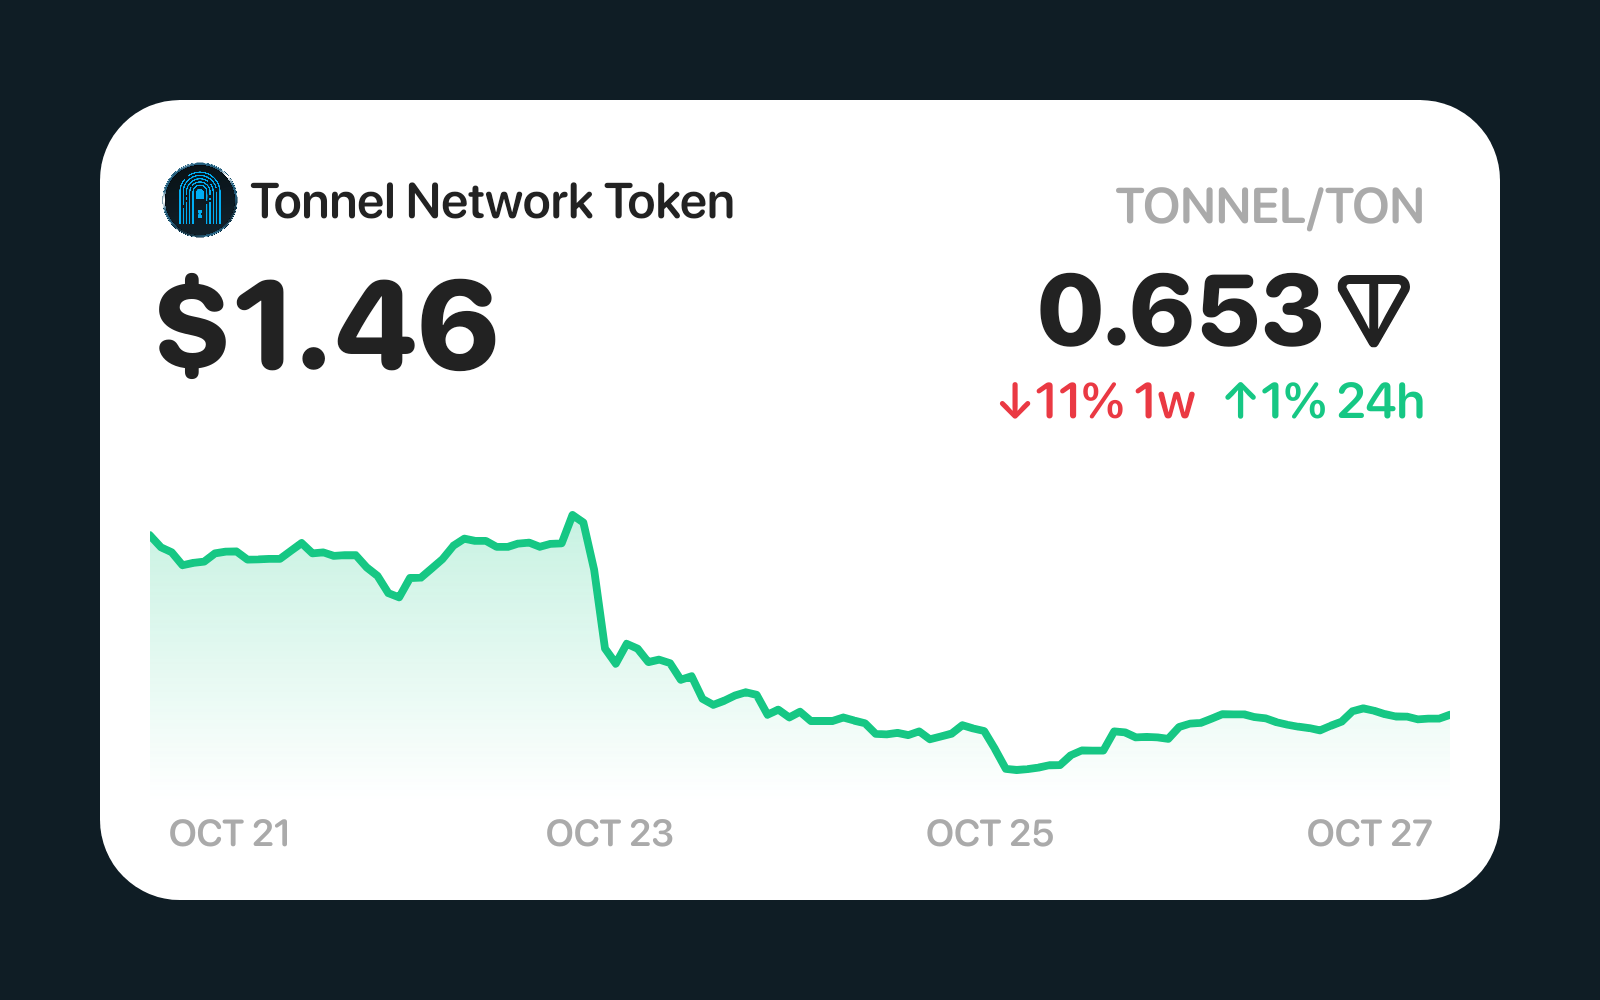 Tonnel Network Token
TONNEL/TON
$1.46
0.653
↓11% 1w ↑1% 24h
OCT 21
OCT 23
OCT 25
OCT 27